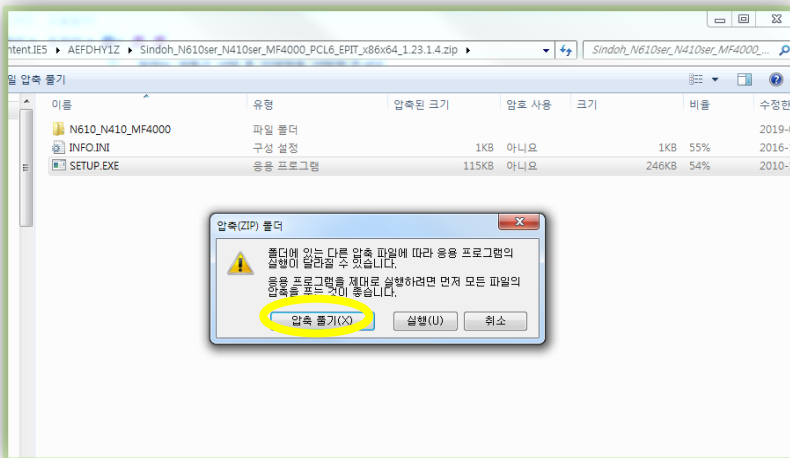 ntent.IE5 ▸ AEFDHY1Z ▸ Sindoh_N610ser_N410ser_MF4000_PCL6_EPIT_x86x64_1.23.1.4.zip ▸
Sindoh_N610ser_N410ser_MF4000_...
일 압축 풀기
이름 유형 압축된 크기 암호 사용 크기 비율 수정한
N610_N410_MF4000 파일 폴더 2019-
INFO.INI 구성 설정 1KB 아니요 1KB 55% 2016-
SETUP.EXE 응용 프로그램 115KB 아니요 246KB 54% 2010-
압축(ZIP) 폴더
폴더에 있는 다른 압축 파일에 따라 응용 프로그램의
실행이 달라질 수 있습니다.
응용 프로그램을 제대로 실행하려면 먼저 모든 파일의
압축을 푸는 것이 좋습니다.
압축 풀기(X) 실행(U) 취소